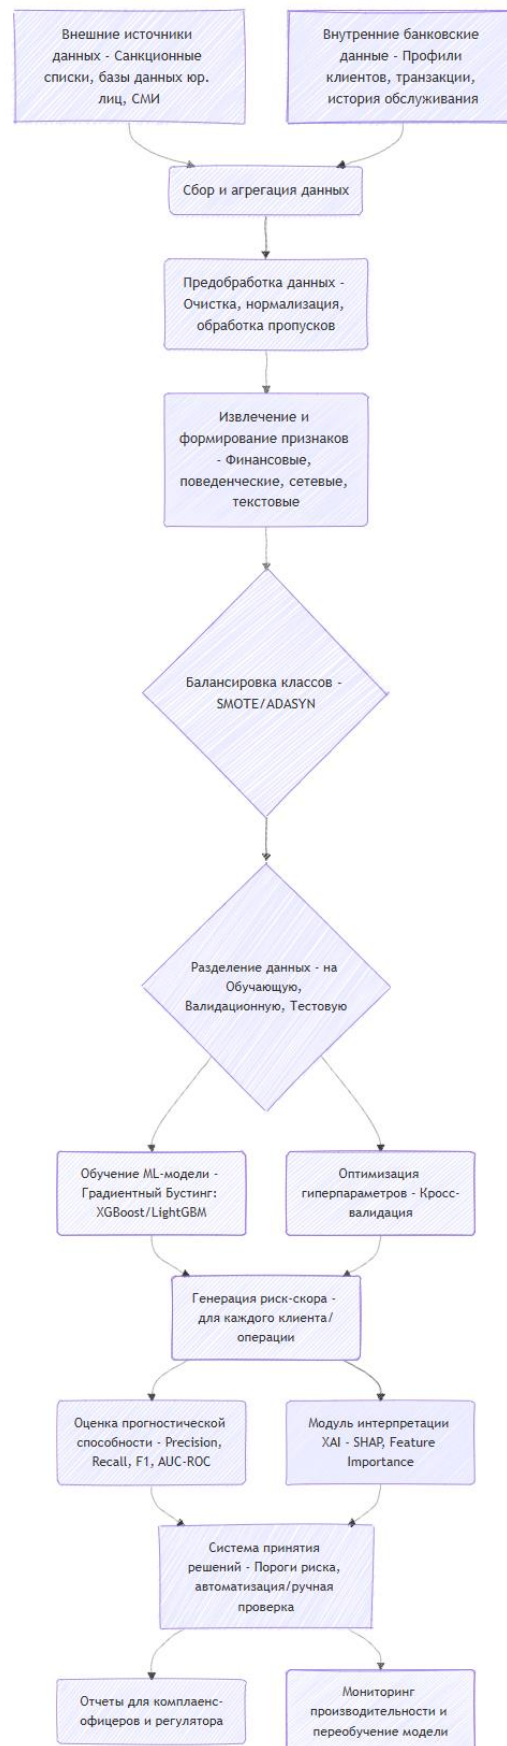 Внешние источники
данных - Санкционные
списки, базы данных юр.
лиц, СМИ
Внутренние банковские
данные - Профили
клиентов, транзакции,
история обслуживания
Сбор и агрегация данных
Предобработка данных -
Очистка, нормализация,
обработка пропусков
Извлечение и
формирование признаков
- Финансовые,
поведенческие, сетевые,
текстовые
Балансировка классов -
SMOTE/ADASYN
Разделение данных - на
Обучающую,
Валидационную, Тестовую
Обучение ML-модели -
Градиентный Бустинг:
XGBoost/LightGBM
Оптимизация
гиперпараметров - Кросс-
валидация
Генерация риск-скора -
для каждого клиента/
операции
Оценка прогностической
способности - Precision,
Recall, F1, AUC-ROC
Модуль интерпретации
XAI - SHAP, Feature
Importance
Система принятия
решений - Пороги риска,
автоматизация/ручная
проверка
Отчеты для комплаенс-
офицеров и регулятора
Мониторинг
производительности и
переобучение модели